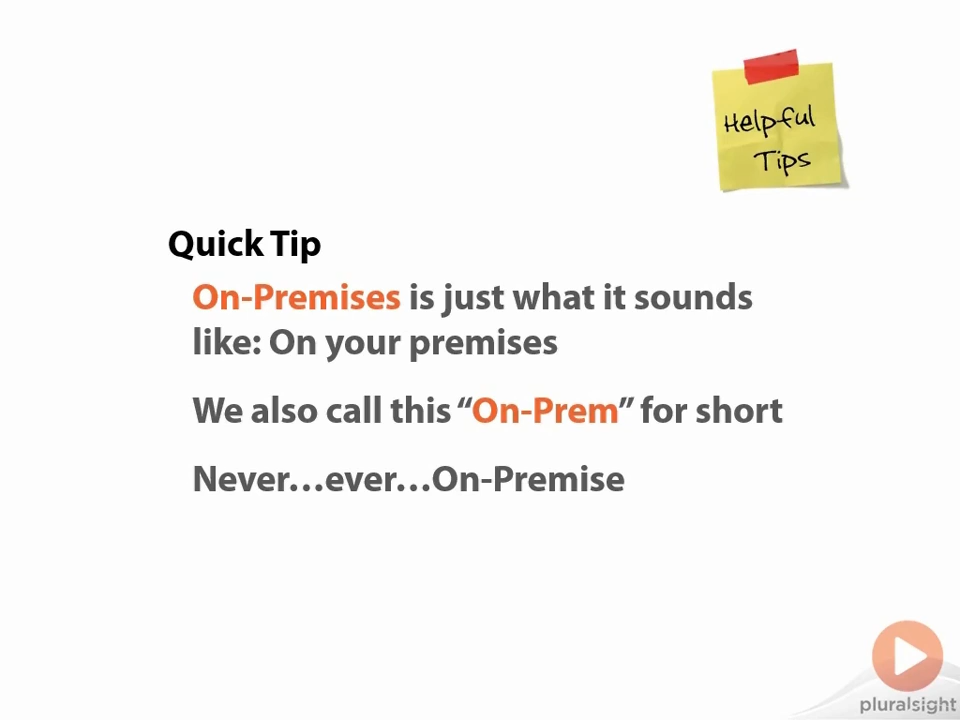 Helpful
Tips
Quick Tip
On-Premises is just what it sounds
like: On your premises
We also call this “On-Prem” for short
Never…ever…On-Premise
pluralsight